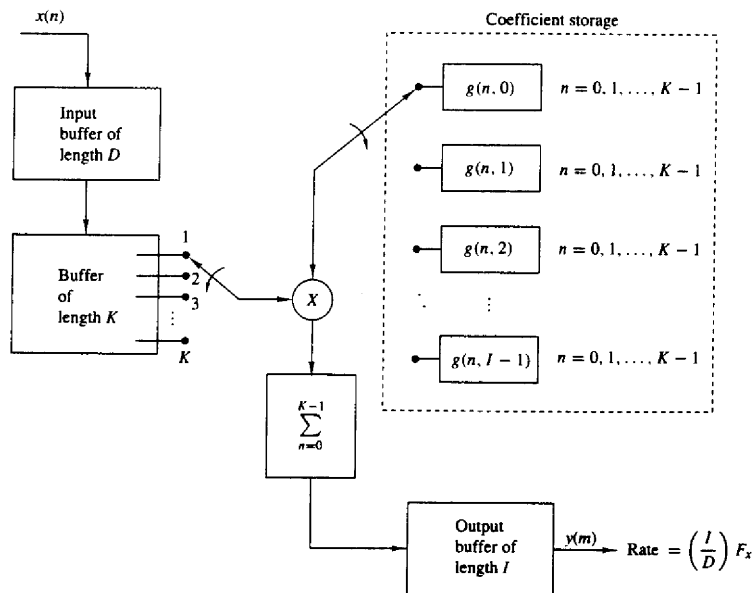 x(n)
Coefficient storage
Input
buffer of
length D
g(n, 0) n = 0, 1, . . . , K − 1
g(n, 1) n = 0, 1, . . . , K − 1
g(n, 2) n = 0, 1, . . . , K − 1
g(n, I − 1) n = 0, 1, . . . , K − 1
Buffer
of
length K
1
2
3
K
X
K−1
∑
n=0
Output
buffer of
length I
y(m)
Rate = (I/D) Fx